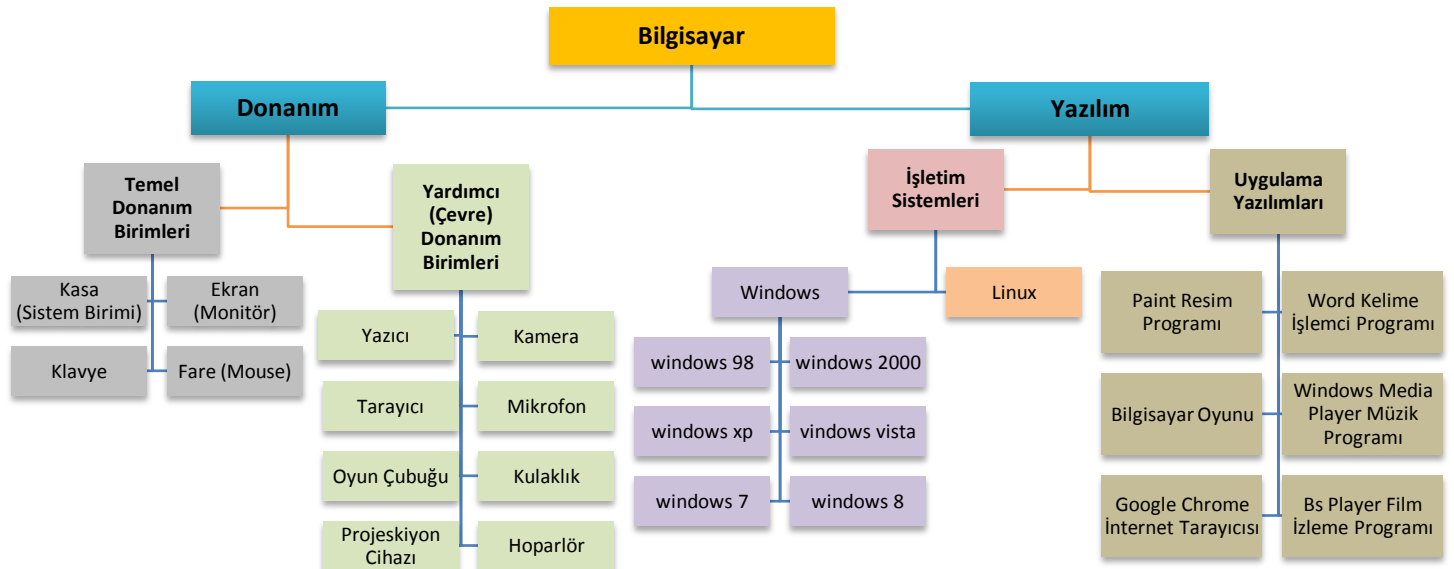 Bilgisayar
Donanım
Yazılım
Temel
Donanım
Birimleri
Yardımcı
(Çevre)
Donanım
Birimleri
İşletim
Sistemleri
Uygulama
Yazılımları
Kasa
(Sistem Birimi)
Ekran
(Monitör)
Klavye
Fare (Mouse)
Yazıcı
Kamera
Tarayıcı
Mikrofon
Oyun Çubuğu
Kulaklık
Projeskiyon
Cihazı
Hoparlör
Windows
Linux
windows 98
windows 2000
windows xp
vindows vista
windows 7
windows 8
Paint Resim
Programı
Word Kelime
İşlemci Programı
Bilgisayar Oyunu
Windows Media
Player Müzik
Programı
Google Chrome
İnternet Tarayıcısı
Bs Player Film
İzleme Programı